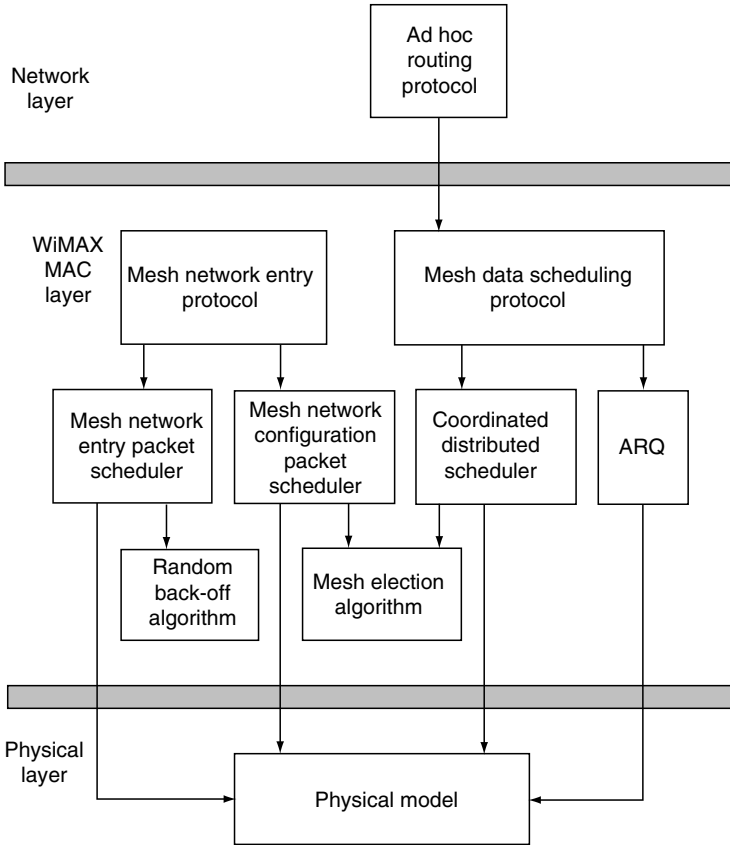 Ad hoc
routing
protocol
Network
layer
WiMAX
MAC
layer
Mesh network entry
protocol
Mesh data scheduling
protocol
Mesh network
entry packet
scheduler
Mesh network
configuration
packet
scheduler
Coordinated
distributed
scheduler
ARQ
Random
back-off
algorithm
Mesh election
algorithm
Physical
layer
Physical model